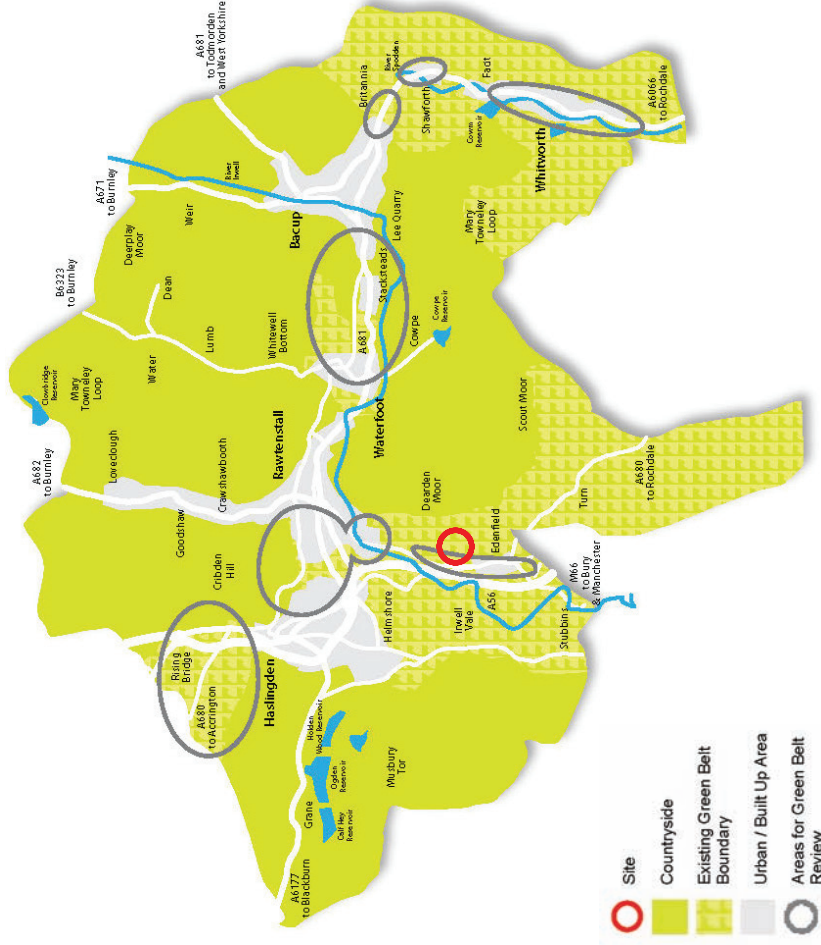 A681
to Todmorden
and West Yorkshire
A671
to Burnley
B6323
to Burnley
A682
to Burnley
Clowbridge
Reservoir
Mary
Towneley
Loop
Deerplay
Moor
Weir
River
Irwell
Dean
Water
Lumb
Whitewell
Bottom
Loveclough
Goodshaw
Crawshawbooth
Cribden
Hill
Rawtenstall
Bacup
Britannia
River
Spodden
Shawforth
Facit
Cowm
Reservoir
Whitworth
A6066
to Rochdale
Mary
Towneley
Loop
Lee Quarry
Stacksteads
A681
Cowpe
Cowpe
Reservoir
Waterfoot
Scout Moor
Dearden
Moor
Edenfield
Turn
A680
to Rochdale
M66
to Bury
& Manchester
Stubbins
A56
Irwell
Vale
Helmshore
Haslingden
Rising
Bridge
A680
to Accrington
Holden
Wood Reservoir
Ogden
Reservoir
Calf Hey
Reservoir
Grane
Musbury
Tor
A6177
to Blackburn
Site
Countryside
Existing Green Belt
Boundary
Urban / Built Up Area
Areas for Green Belt
Review